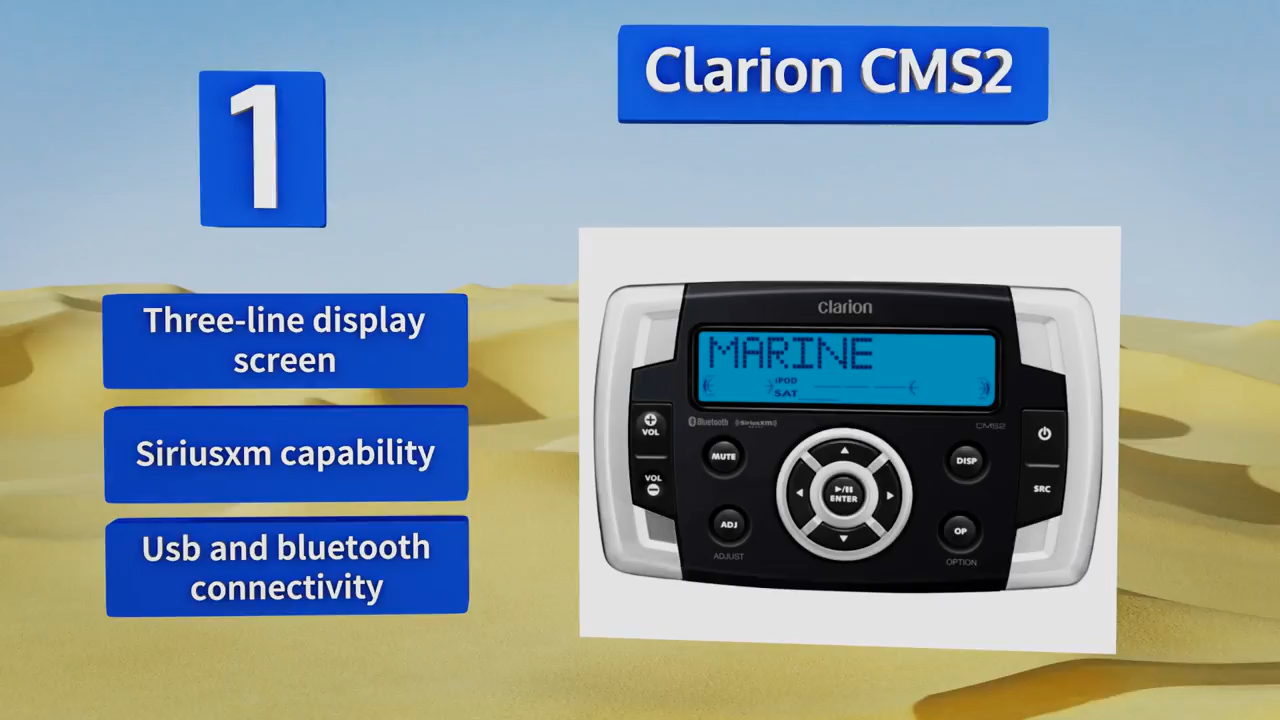 1
Clarion CMS2
Three-line display
screen
Siriusxm capability
Usb and bluetooth
connectivity
clarion
MARINE
iPOD
SAT
Bluetooth
SiriusXM
CMS2
VOL
MUTE
DISP
VOL
ENTER
SRC
ADJ
OP
ADJUST
OPTION